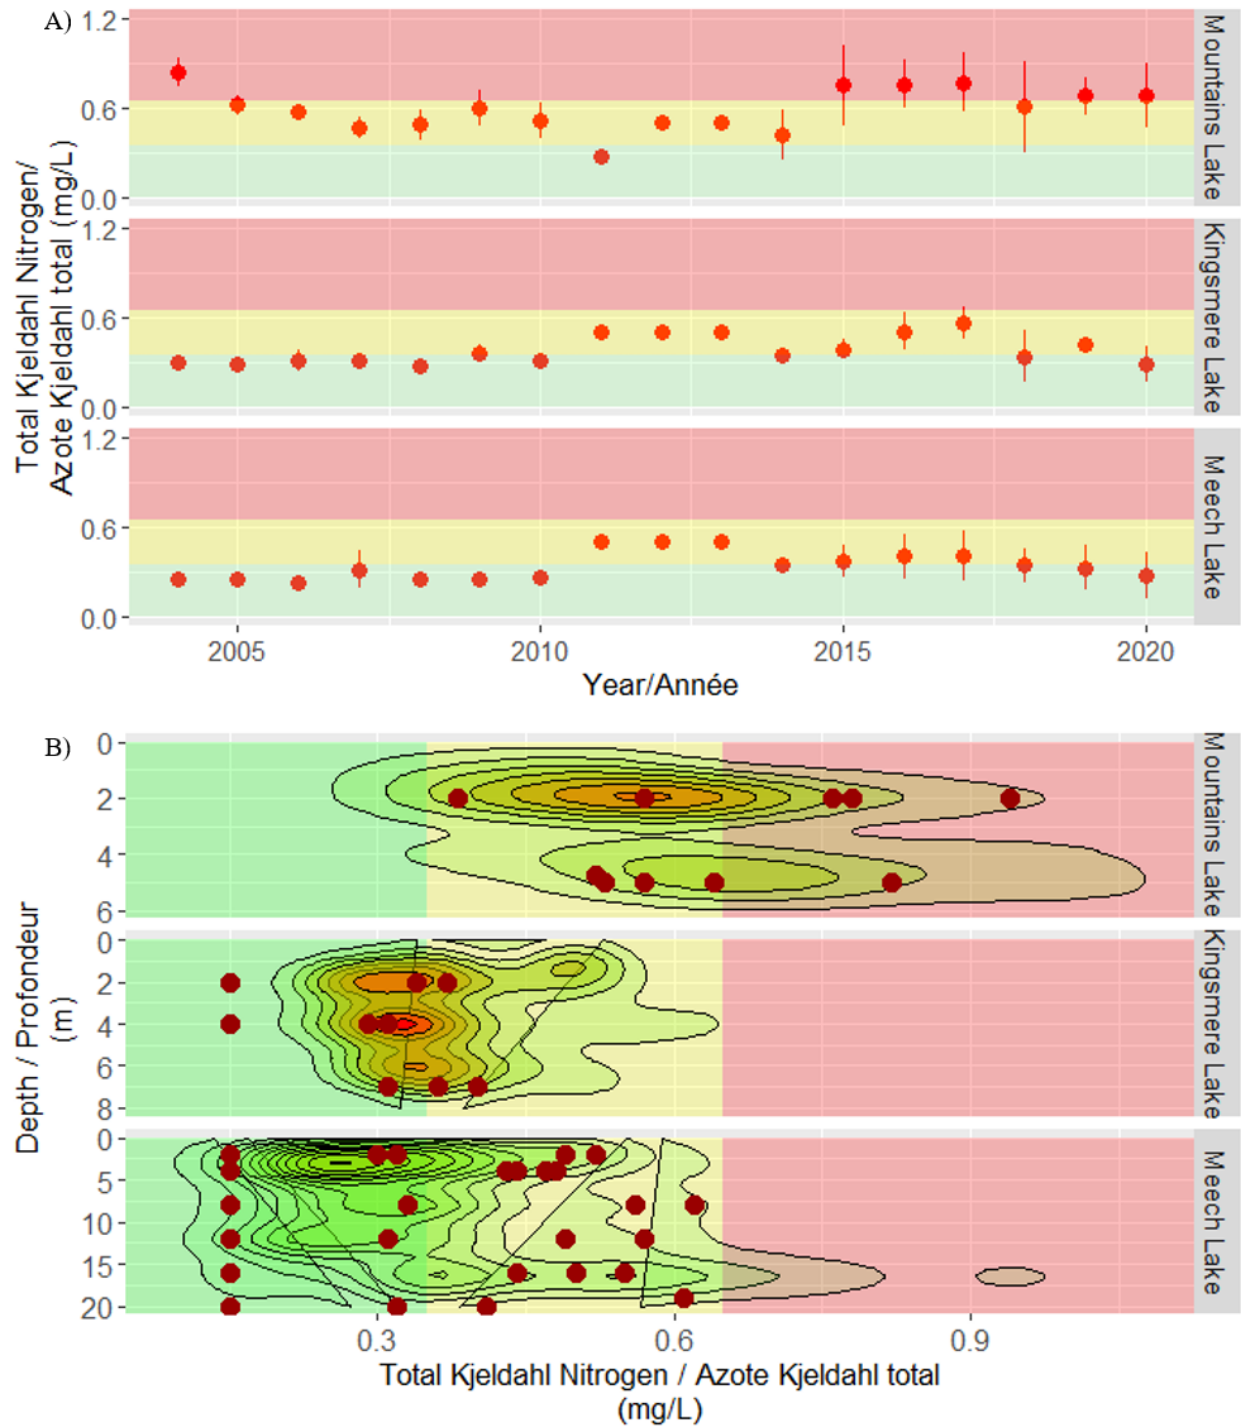 A)
Total Kjeldahl Nitrogen/
Azote Kjeldahl total (mg/L)
1.2
0.6
0.0
Mountains Lake
1.2
0.6
0.0
Kingsmere Lake
1.2
0.6
0.0
Meech Lake
2005 2010 2015 2020
Year/Année
B)
Depth / Profondeur
(m)
0
2
4
6
Mountains Lake
0
2
4
6
8
Kingsmere Lake
0
5
10
15
20
Meech Lake
0.3 0.6 0.9
Total Kjeldahl Nitrogen / Azote Kjeldahl total
(mg/L)